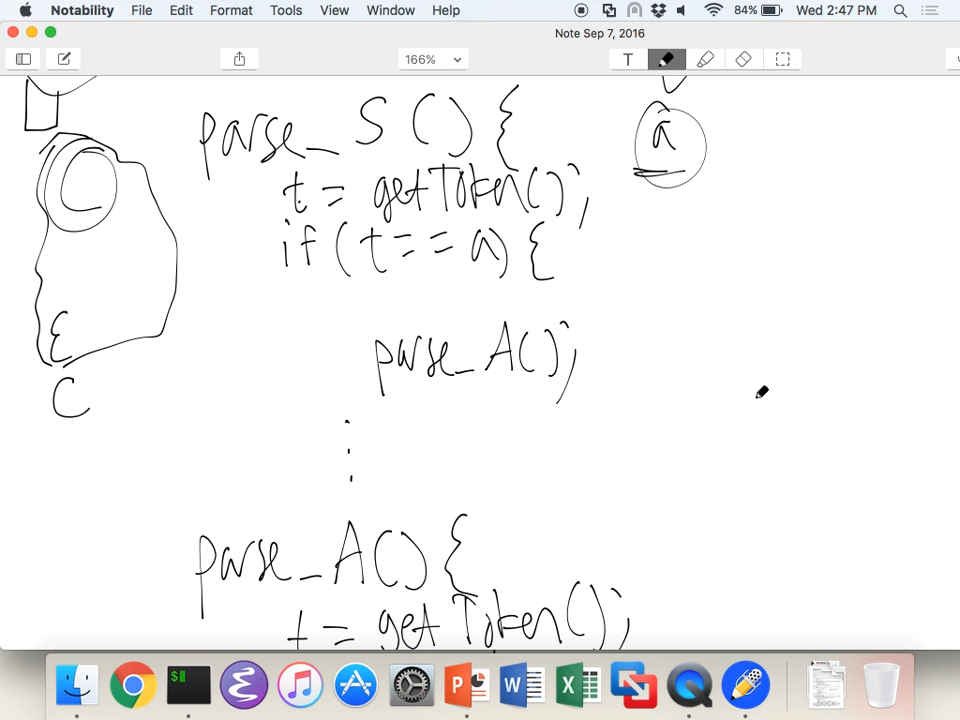 Notability File Edit Format Tools View Window Help 84% Wed 2:47 PM
Note Sep 7, 2016
166% T
parse_S() {
a
t = getToken();
if (t == a) {
parse_A();
ε
C
⋮
parse_A() {
t = getToken();